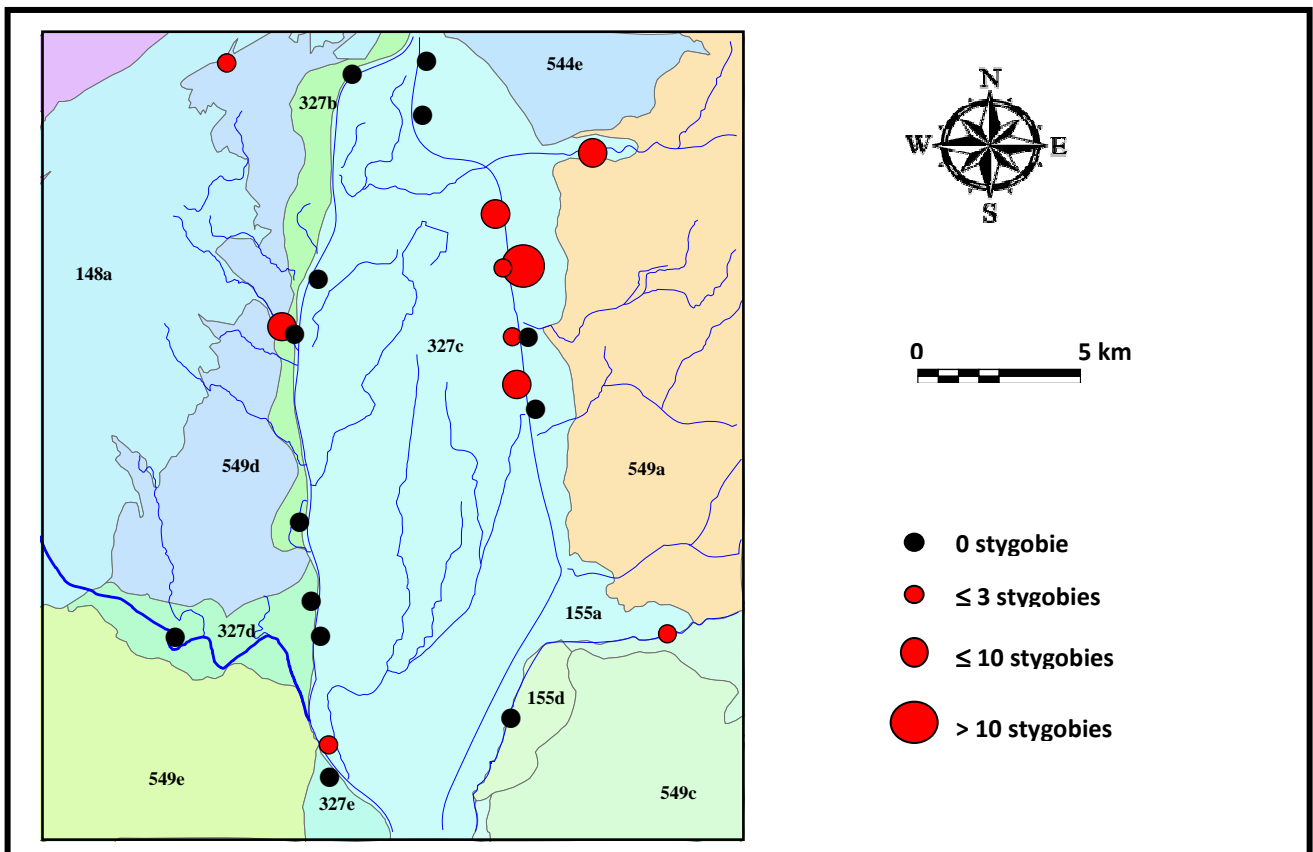 544e
327b
N
W E
S
148a
327c
0 5 km
549d
549a
0 stygobie
≤ 3 stygobies
155a
327d
≤ 10 stygobies
155d
> 10 stygobies
549e
549c
327e